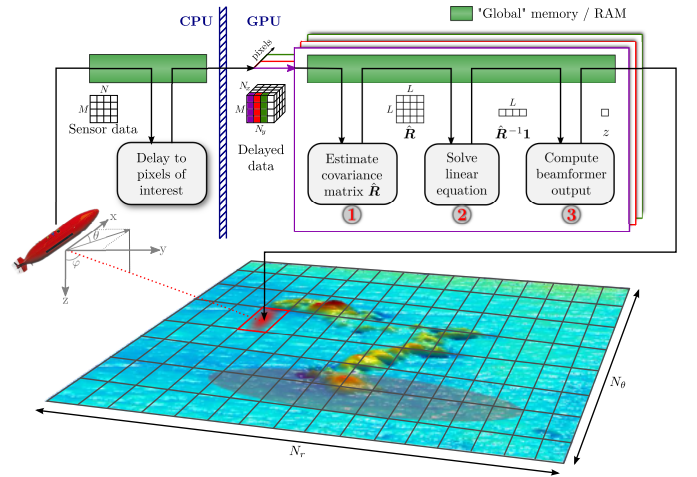 CPU
GPU
"Global" memory / RAM
pixels
N
M
Sensor data
Delay to
pixels of
interest
N_x
M
N_y
Delayed
data
L
L
R̂
L
R̂⁻¹1
z
Estimate
covariance
matrix R̂
Solve
linear
equation
Compute
beamformer
output
1
2
3
x
θ
y
φ
z
N_θ
N_r